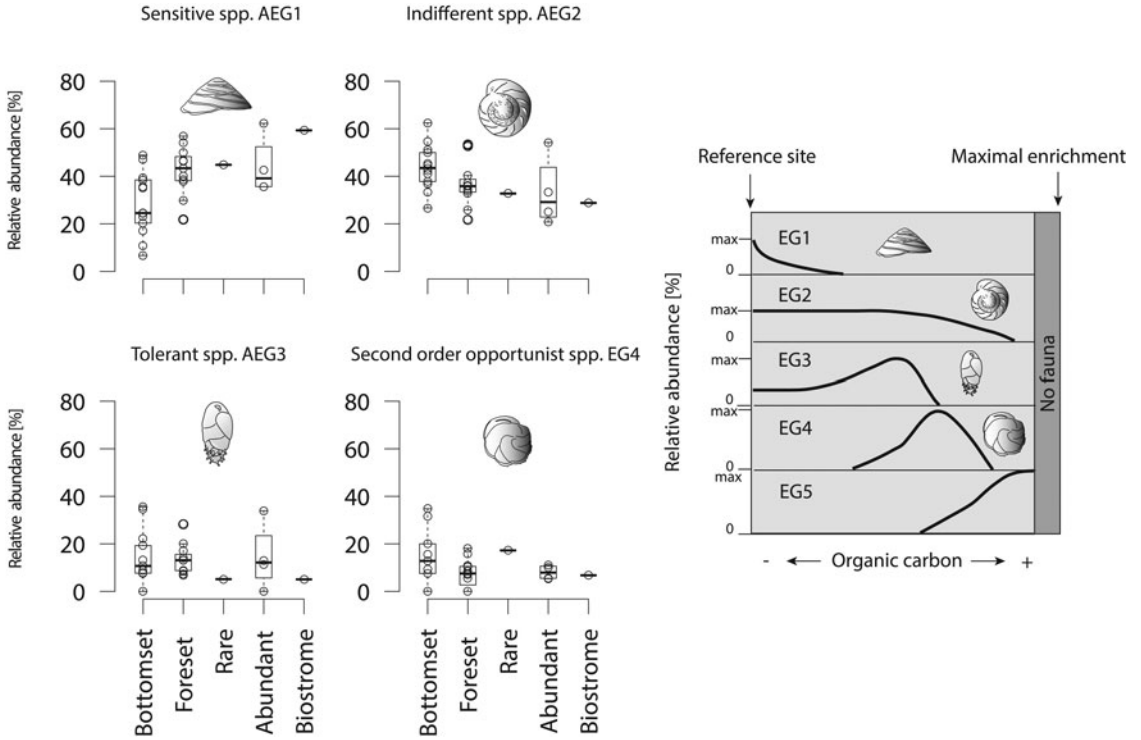 Sensitive spp. AEG1
Indifferent spp. AEG2
Relative abundance [%]
80
60
40
20
0
80
60
40
20
0
Tolerant spp. AEG3
Second order opportunist spp. EG4
Relative abundance [%]
80
60
40
20
0
80
60
40
20
0
Bottomset
Foreset
Rare
Abundant
Biostrome
Bottomset
Foreset
Rare
Abundant
Biostrome
Reference site
Maximal enrichment
Relative abundance [%]
max
0
EG1
max
0
EG2
max
0
EG3
max
0
EG4
max
0
EG5
No fauna
- Organic carbon +